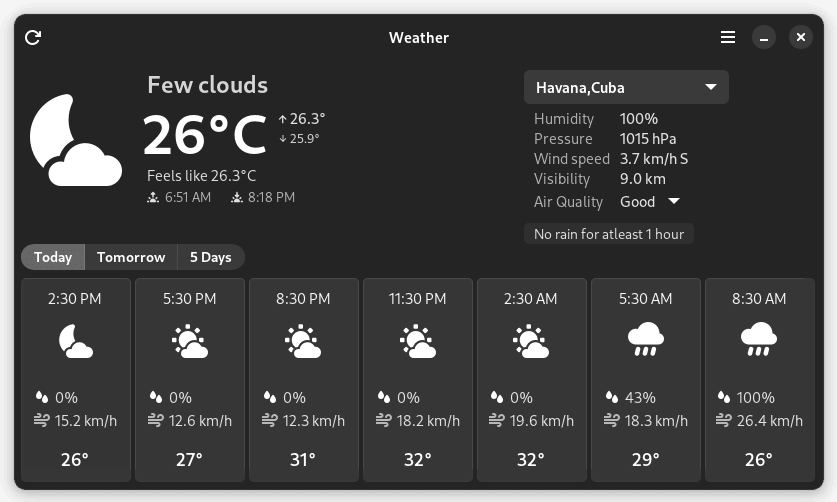 Weather
Few clouds
26°C
↑ 26.3°
↓ 25.9°
Feels like 26.3°C
6:51 AM 8:18 PM
Havana,Cuba
Humidity 100%
Pressure 1015 hPa
Wind speed 3.7 km/h S
Visibility 9.0 km
Air Quality Good
No rain for atleast 1 hour
Today Tomorrow 5 Days
2:30 PM 5:30 PM 8:30 PM 11:30 PM 2:30 AM 5:30 AM 8:30 AM
0% 0% 0% 0% 0% 43% 100%
15.2 km/h 12.6 km/h 12.3 km/h 18.2 km/h 19.6 km/h 18.3 km/h 26.4 km/h
26° 27° 31° 32° 32° 29° 26°